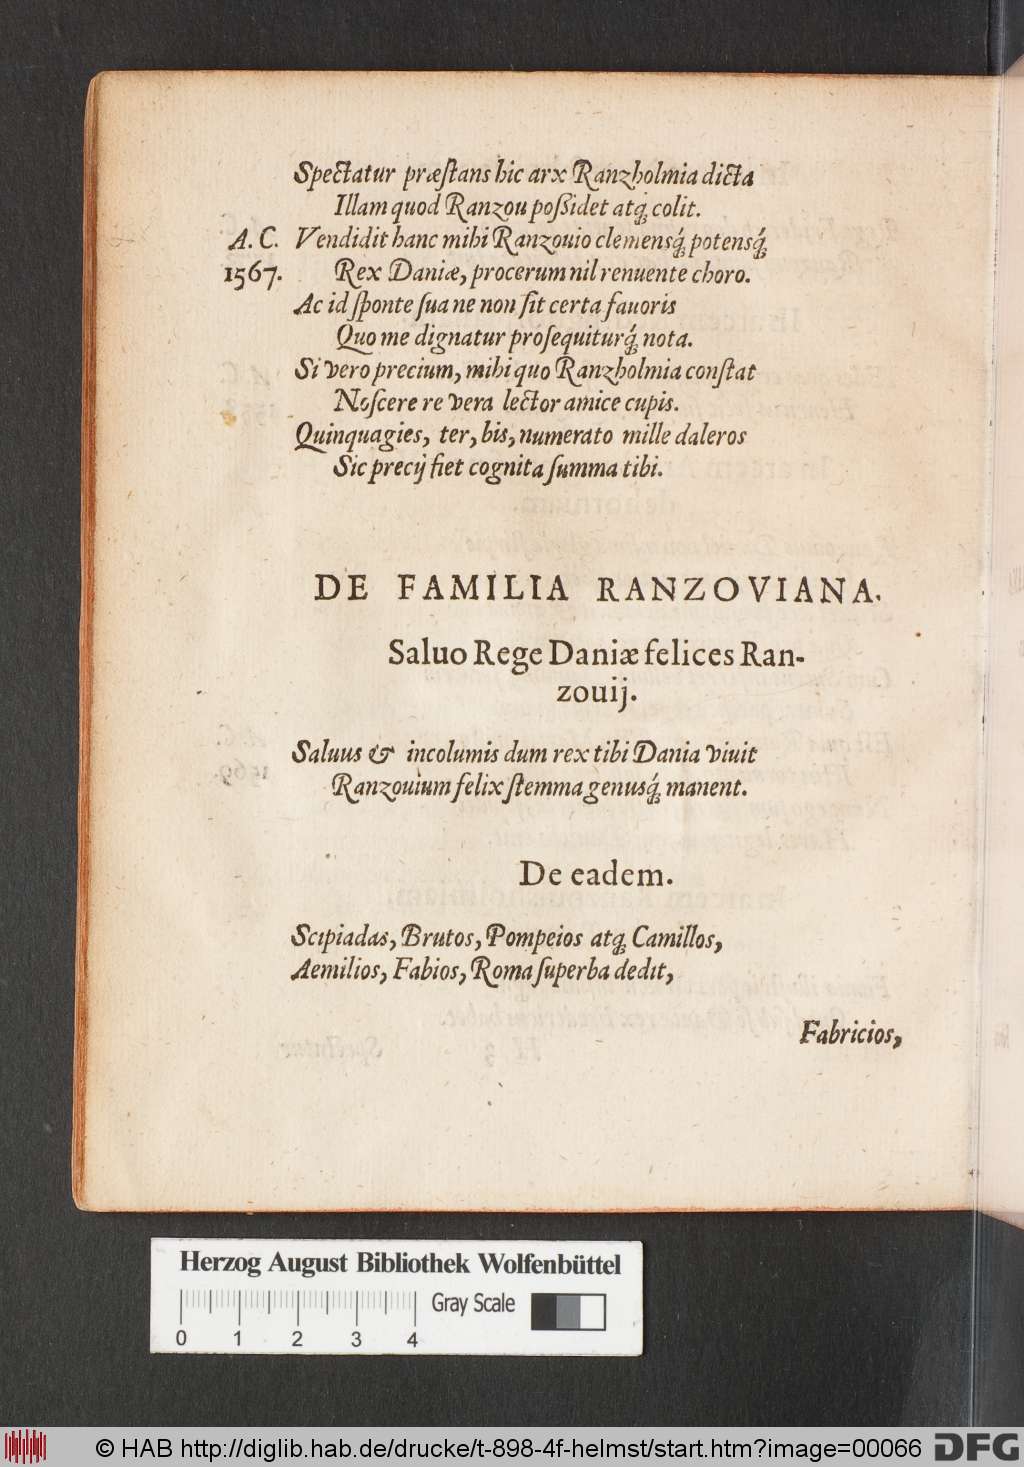 Spectatur præſtans hic arx Ranzholmia dicta
Illam quod Ranzou poßidet atq́ꝫ colit.
A. C. Vendidit hanc mihi Ranzouio clemensq́ꝫ potensq́ꝫ
1567. Rex Daniæ, procerum nil renuente choro.
Ac id ſponte ſua ne non ſit certa fauoris
Quo me dignatur proſequiturq́ꝫ nota.
Si vero precium, mihi quo Ranzholmia conſtat
Noſcere re vera lector amice cupis.
Quinquagies, ter, bis, numerato mille daleros
Sic precij fiet cognita ſumma tibi.
DE FAMILIA RANZOVIANA.
Saluo Rege Daniæ felices Ran-
zouij.
Saluus & incolumis dum rex tibi Dania viuit
Ranzouium felix ſtemma genusq́ꝫ manent.
De eadem.
Scipiadas, Brutos, Pompeios atqꝫ Camillos,
Aemilios, Fabios, Roma ſuperba dedit,
Fabricios,
Herzog August Bibliothek Wolfenbüttel
Gray Scale
0 1 2 3 4
© HAB http://diglib.hab.de/drucke/t-898-4f-helmst/start.htm?image=00066
DFG